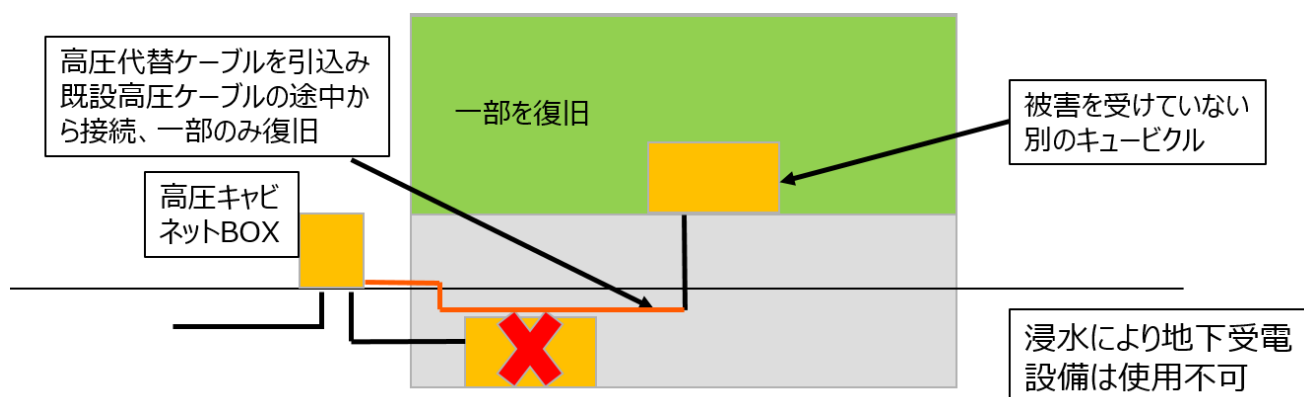 高圧代替ケーブルを引込み
既設高圧ケーブルの途中か
ら接続、一部のみ復旧
一部を復旧
被害を受けていない
別のキュービクル
高圧キャビ
ネットBOX
浸水により地下受電
設備は使用不可